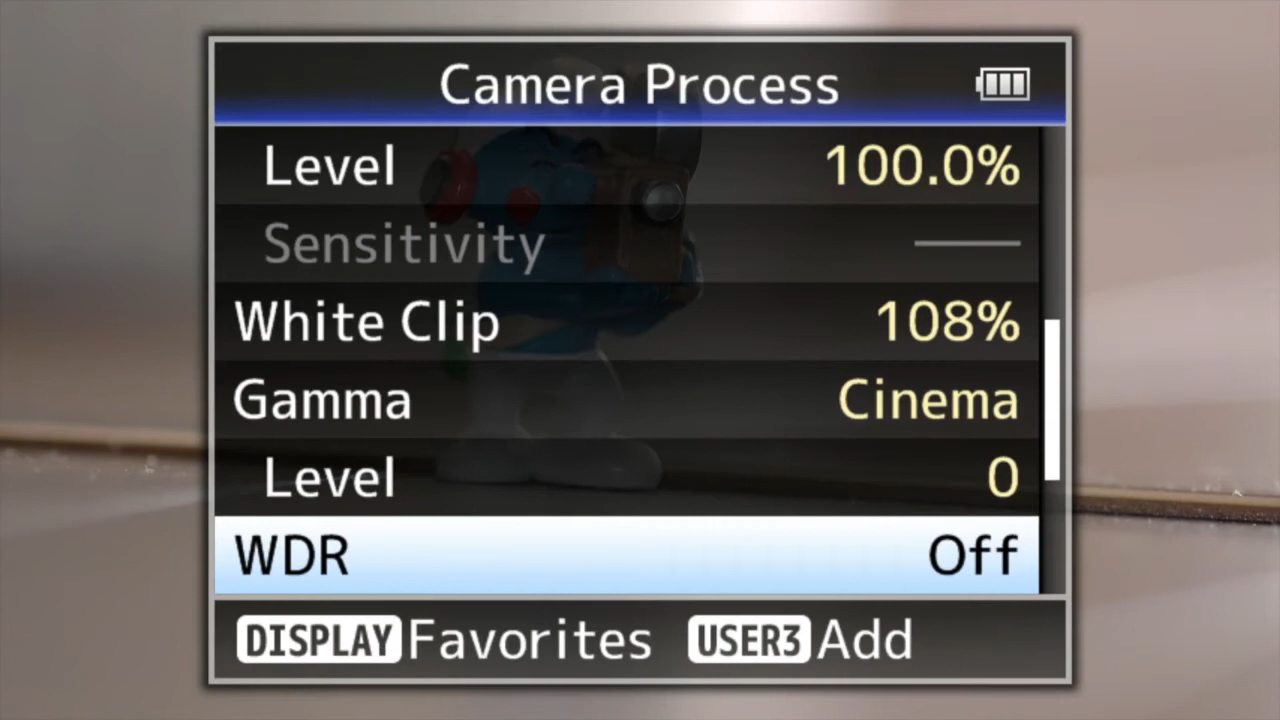 Camera Process
Level 100.0%
Sensitivity
White Clip 108%
Gamma Cinema
Level 0
WDR Off
DISPLAY Favorites USER3 Add